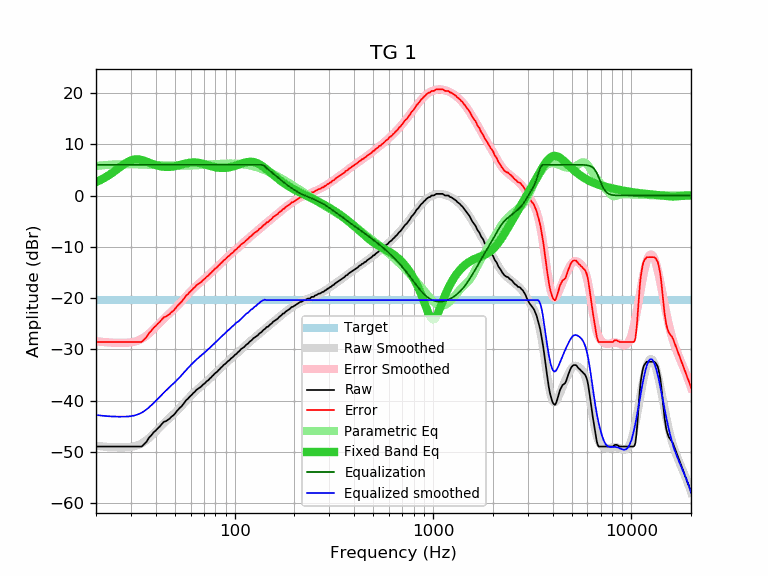 TG 1
Amplitude (dBr)
20
10
0
−10
−20
−30
−40
−50
−60
Target
Raw Smoothed
Error Smoothed
Raw
Error
Parametric Eq
Fixed Band Eq
Equalization
Equalized smoothed
100
1000
10000
Frequency (Hz)